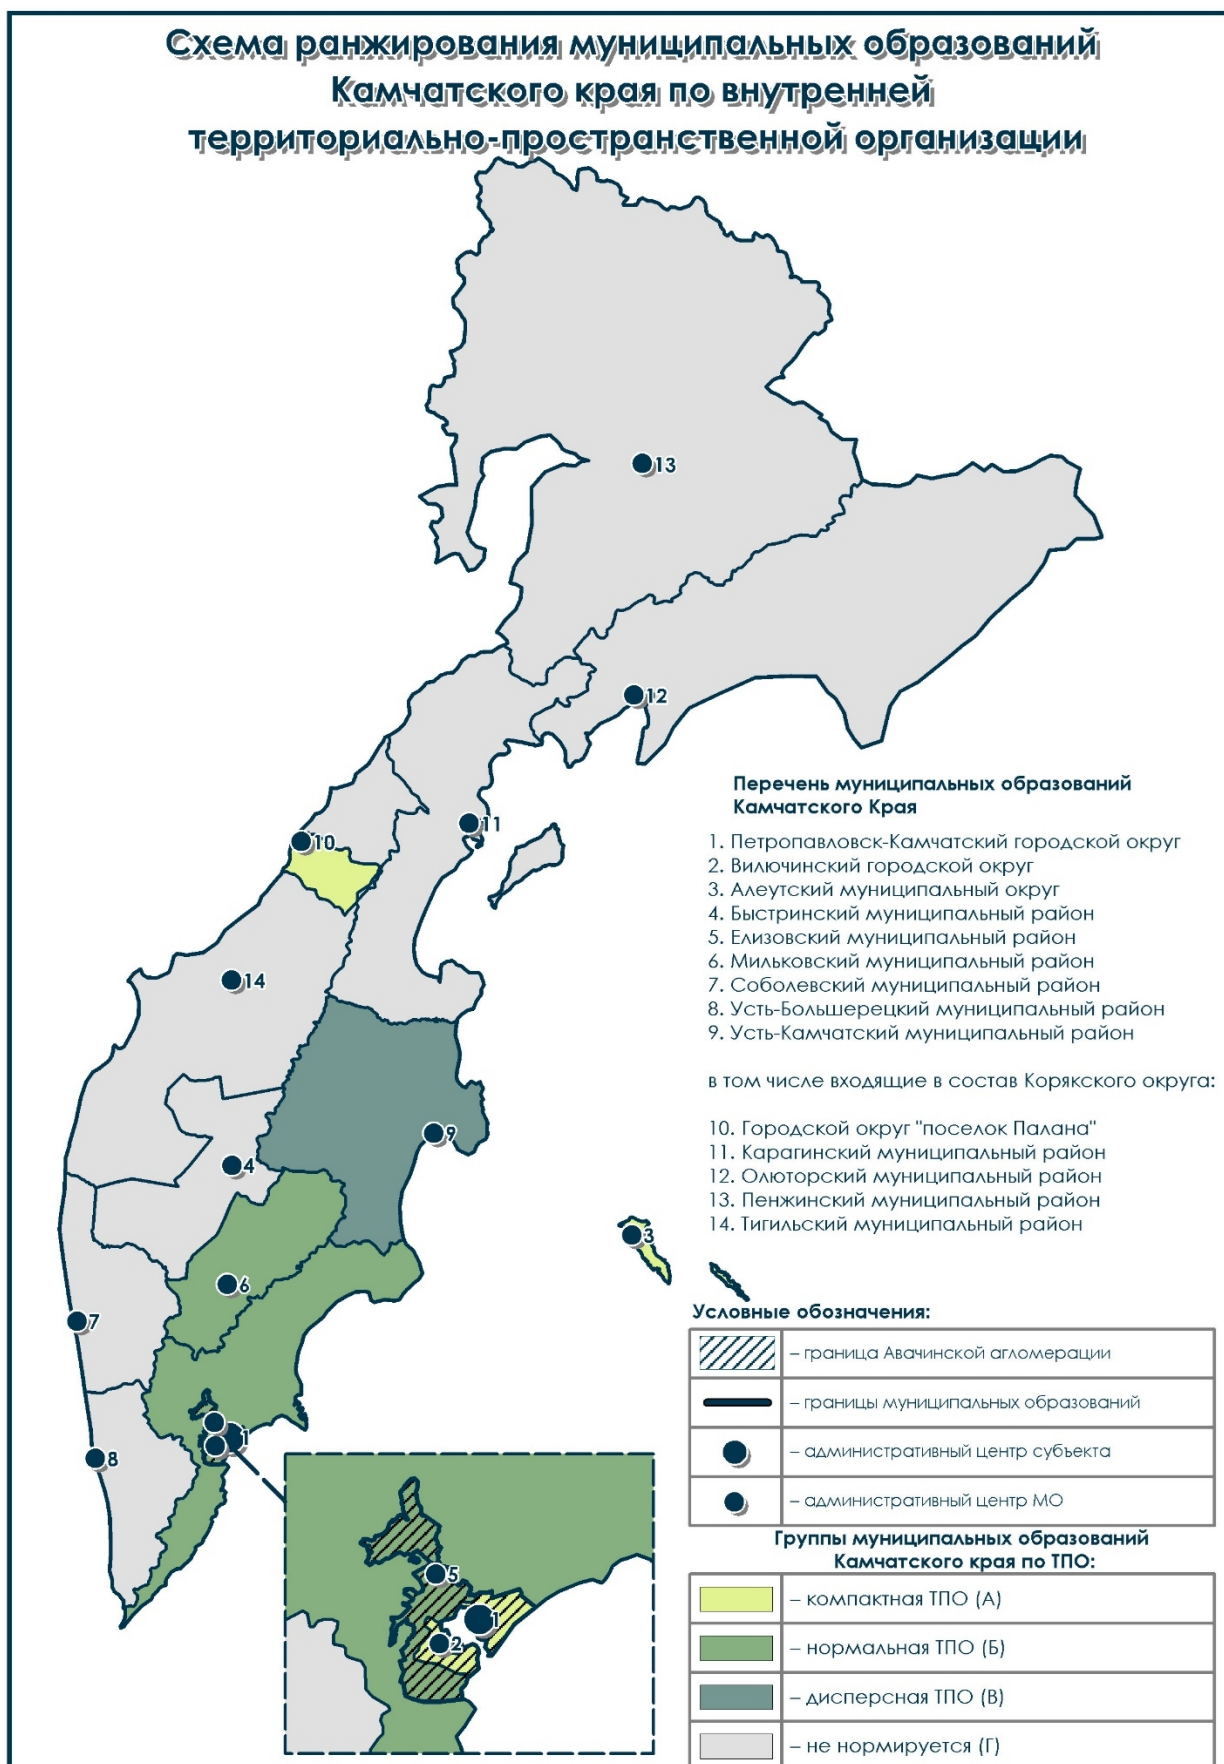 Схема ранжирования муниципальных образований
Камчатского края по внутренней
территориально-пространственной организации
13
12
11
10
14
9
4
3
6
7
1
8
5
1
2
Перечень муниципальных образований
Камчатского Края
1. Петропавловск-Камчатский городской округ
2. Вилючинский городской округ
3. Алеутский муниципальный округ
4. Быстринский муниципальный район
5. Елизовский муниципальный район
6. Мильковский муниципальный район
7. Соболевский муниципальный район
8. Усть-Большерецкий муниципальный район
9. Усть-Камчатский муниципальный район
в том числе входящие в состав Корякского округа:
10. Городской округ "поселок Палана"
11. Карагинский муниципальный район
12. Олюторский муниципальный район
13. Пенжинский муниципальный район
14. Тигильский муниципальный район
Условные обозначения:
– граница Авачинской агломерации
– границы муниципальных образований
– административный центр субъекта
– административный центр МО
Группы муниципальных образований
Камчатского края по ТПО:
– компактная ТПО (А)
– нормальная ТПО (Б)
– дисперсная ТПО (В)
– не нормируется (Г)